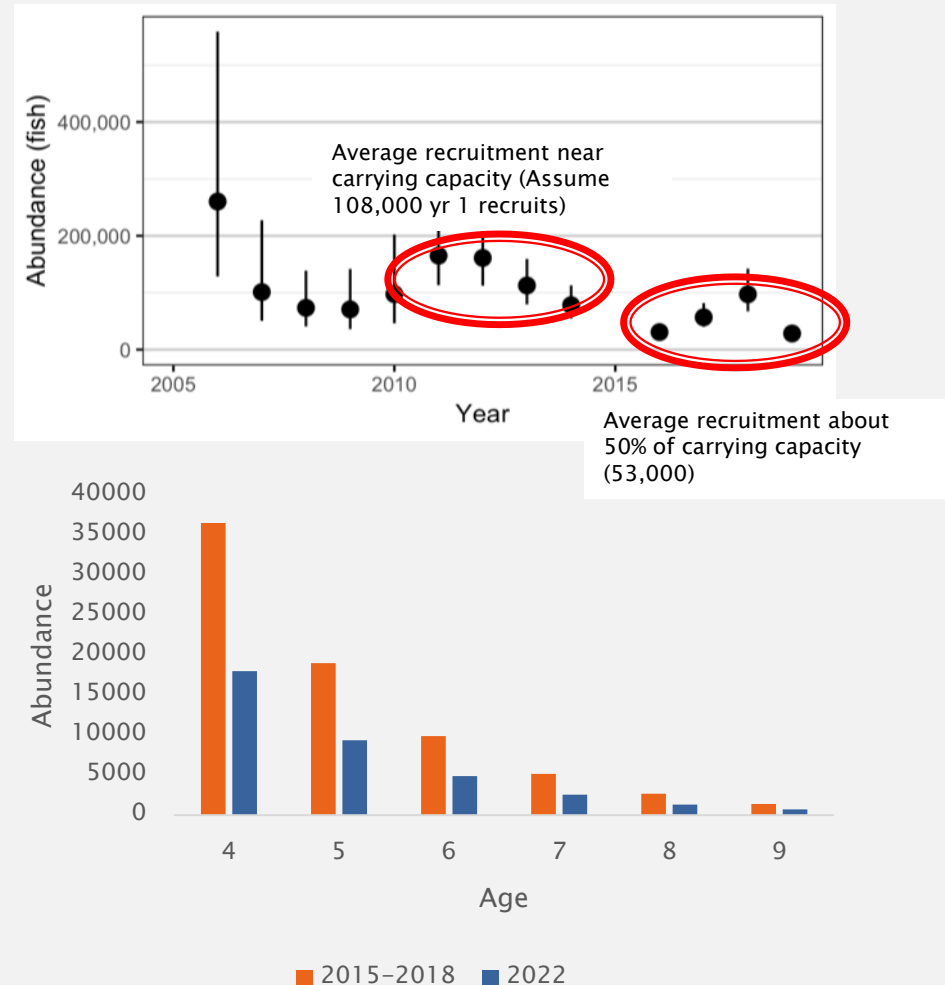 Abundance (fish)
400,000
200,000
0
Average recruitment near
carrying capacity (Assume
108,000 yr 1 recruits)
2005
2010
2015
Year
Average recruitment about
50% of carrying capacity
(53,000)
Abundance
40000
35000
30000
25000
20000
15000
10000
5000
0
4
5
6
7
8
9
Age
2015-2018
2022